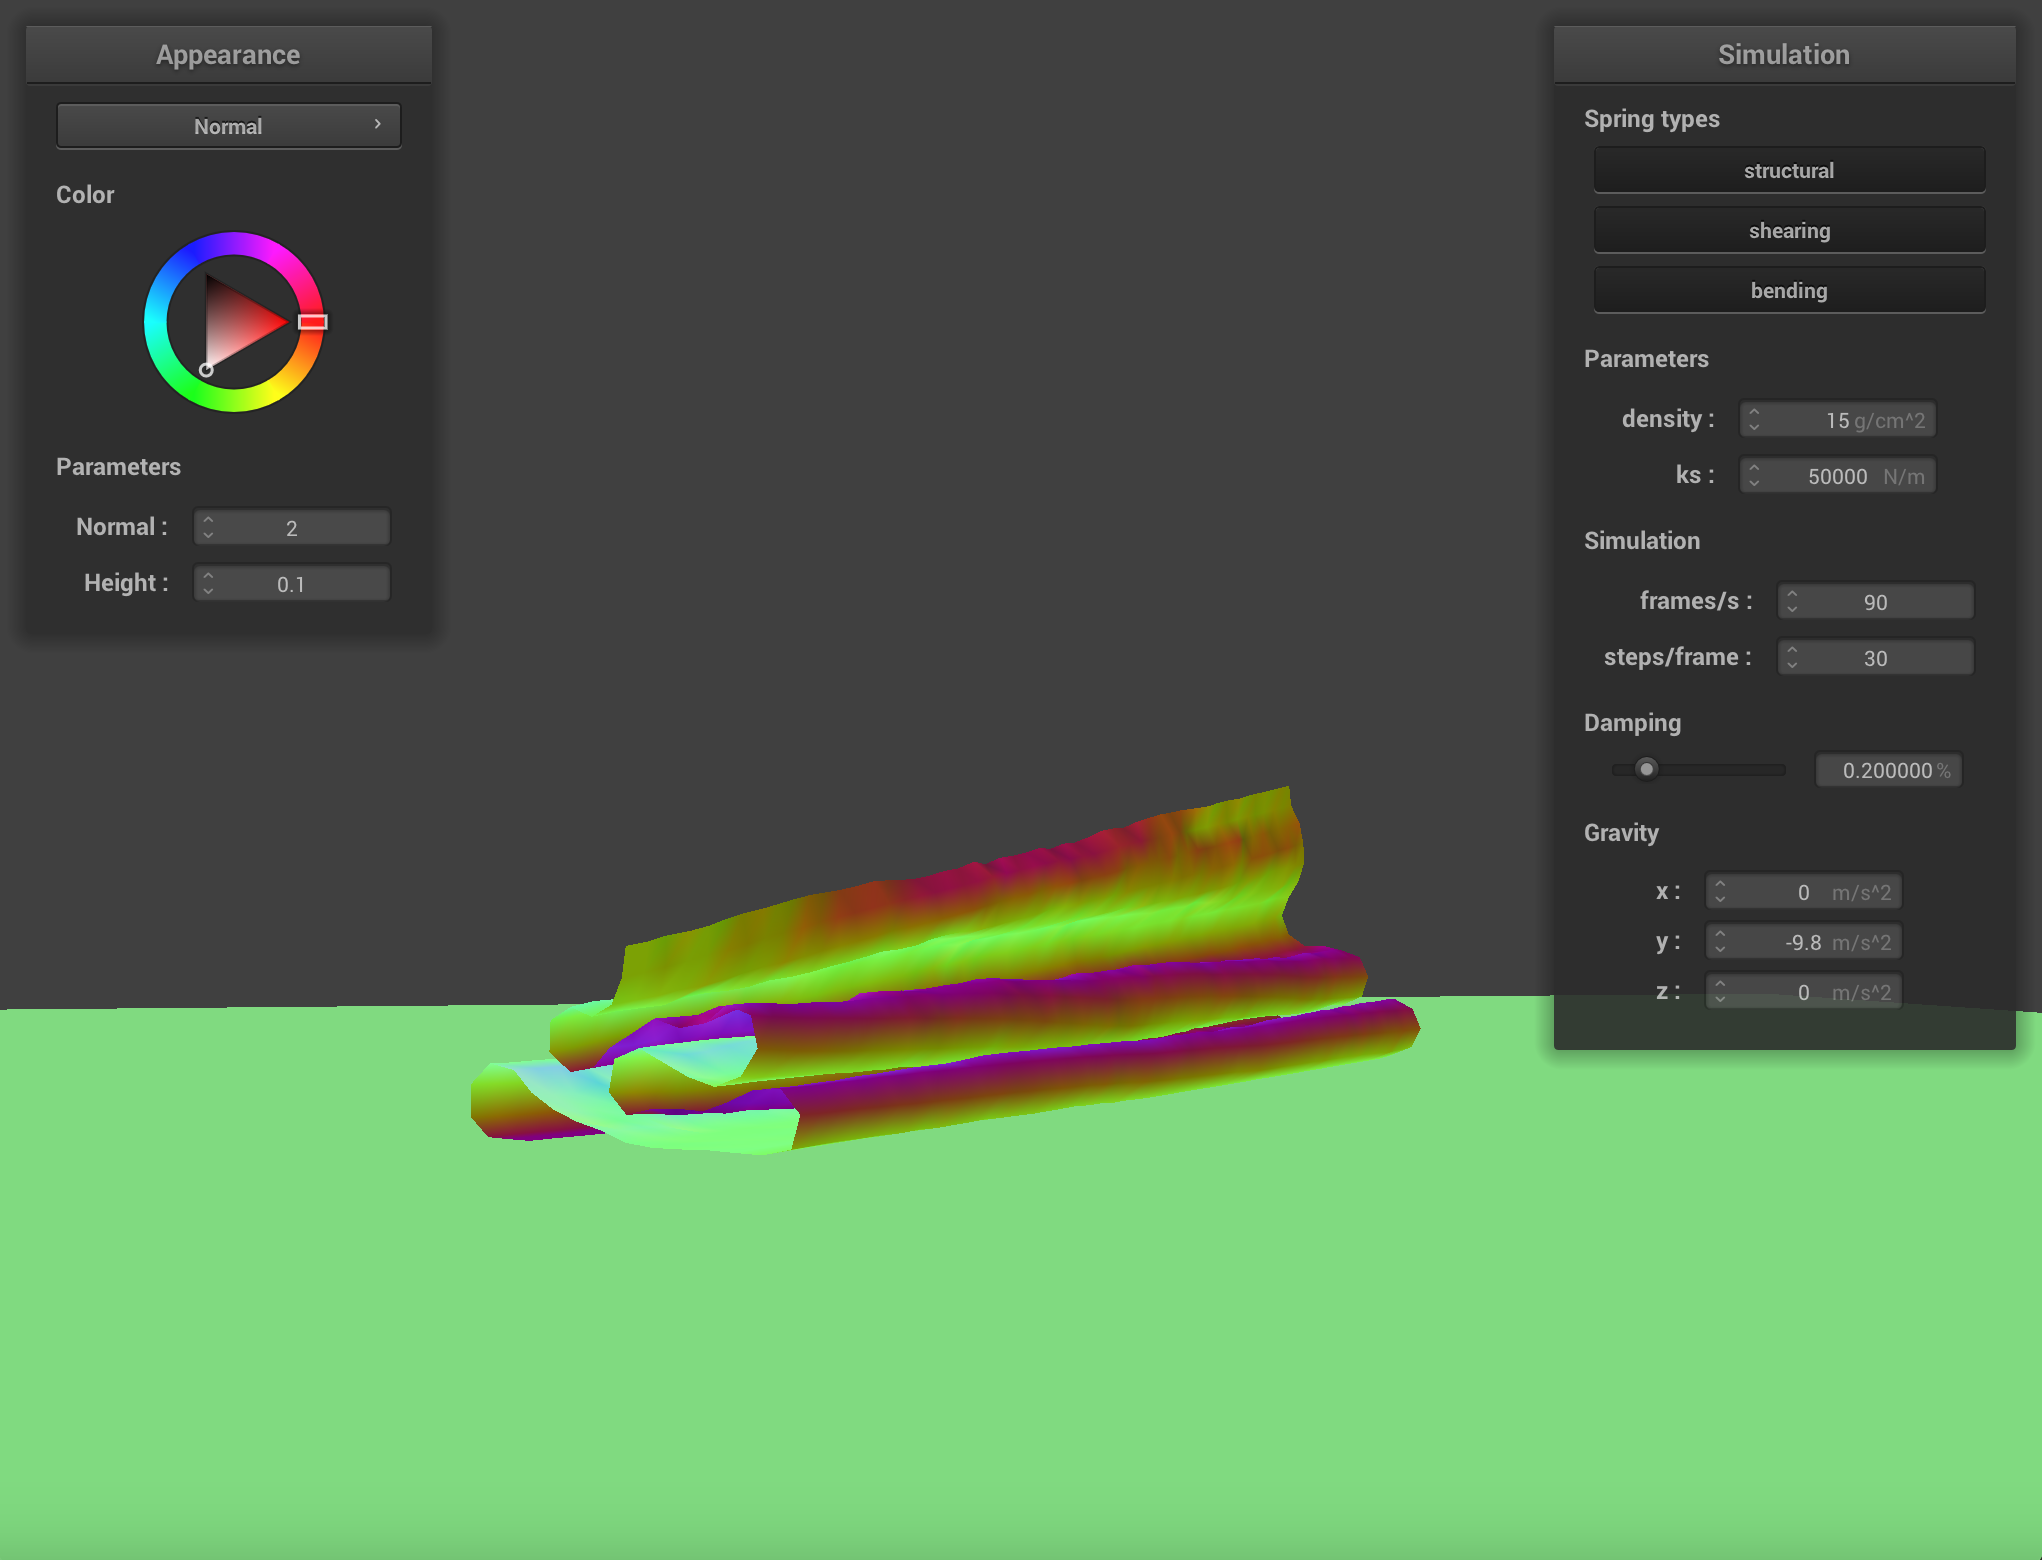 Appearance
Normal
Color
Parameters
Normal : 2
Height : 0.1
Simulation
Spring types
structural
shearing
bending
Parameters
density : 15 g/cm^2
ks : 50000 N/m
Simulation
frames/s : 90
steps/frame : 30
Damping
0.200000 %
Gravity
x : 0 m/s^2
y : -9.8 m/s^2
z : 0 m/s^2